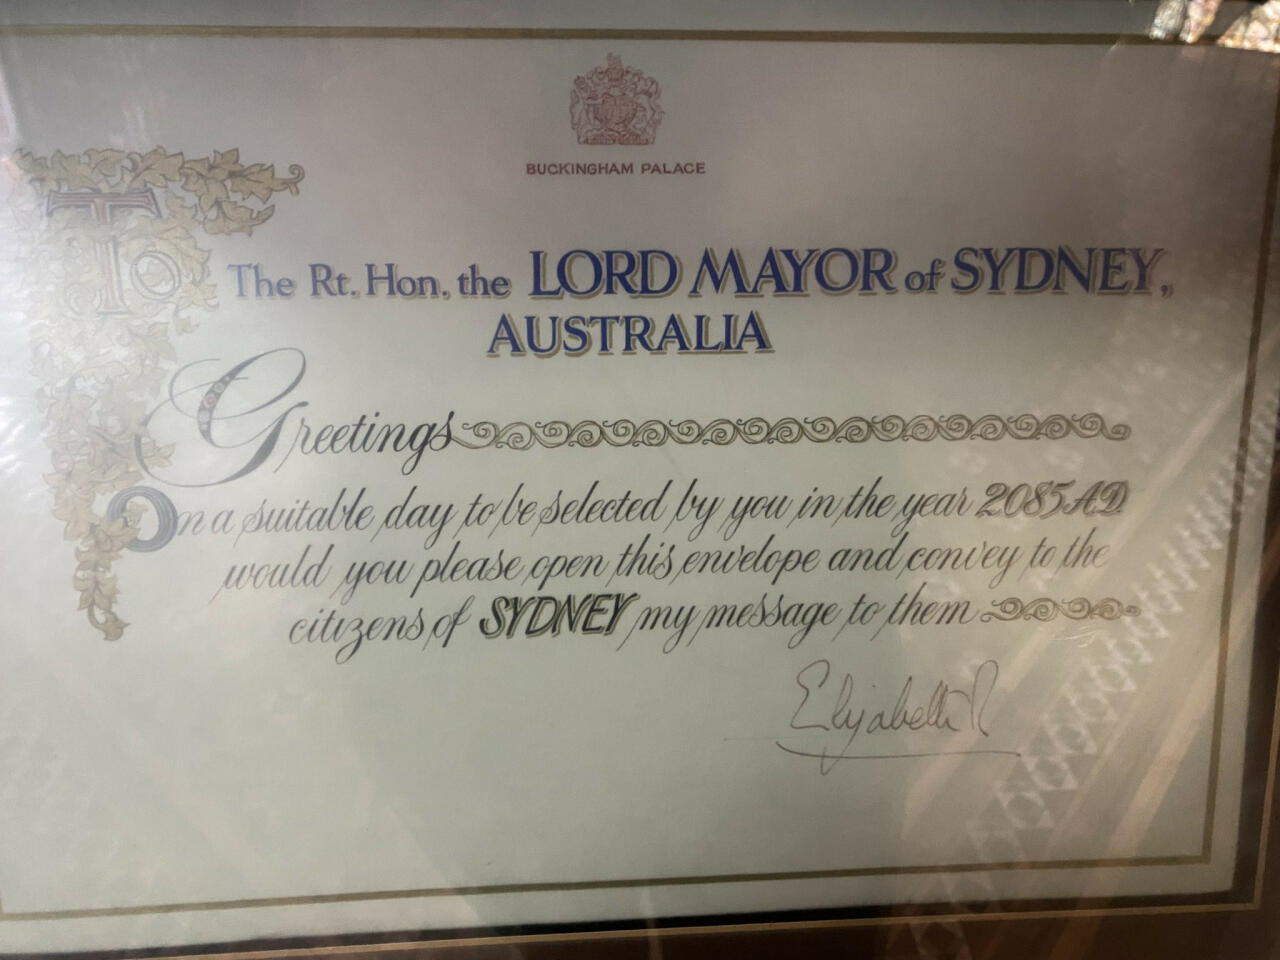 BUCKINGHAM PALACE
To The Rt. Hon. the LORD MAYOR of SYDNEY,
AUSTRALIA
Greetings
On a suitable day to be selected by you in the year 2085 A.D.
would you please open this envelope and convey to the
citizens of SYDNEY my message to them
Elizabeth R